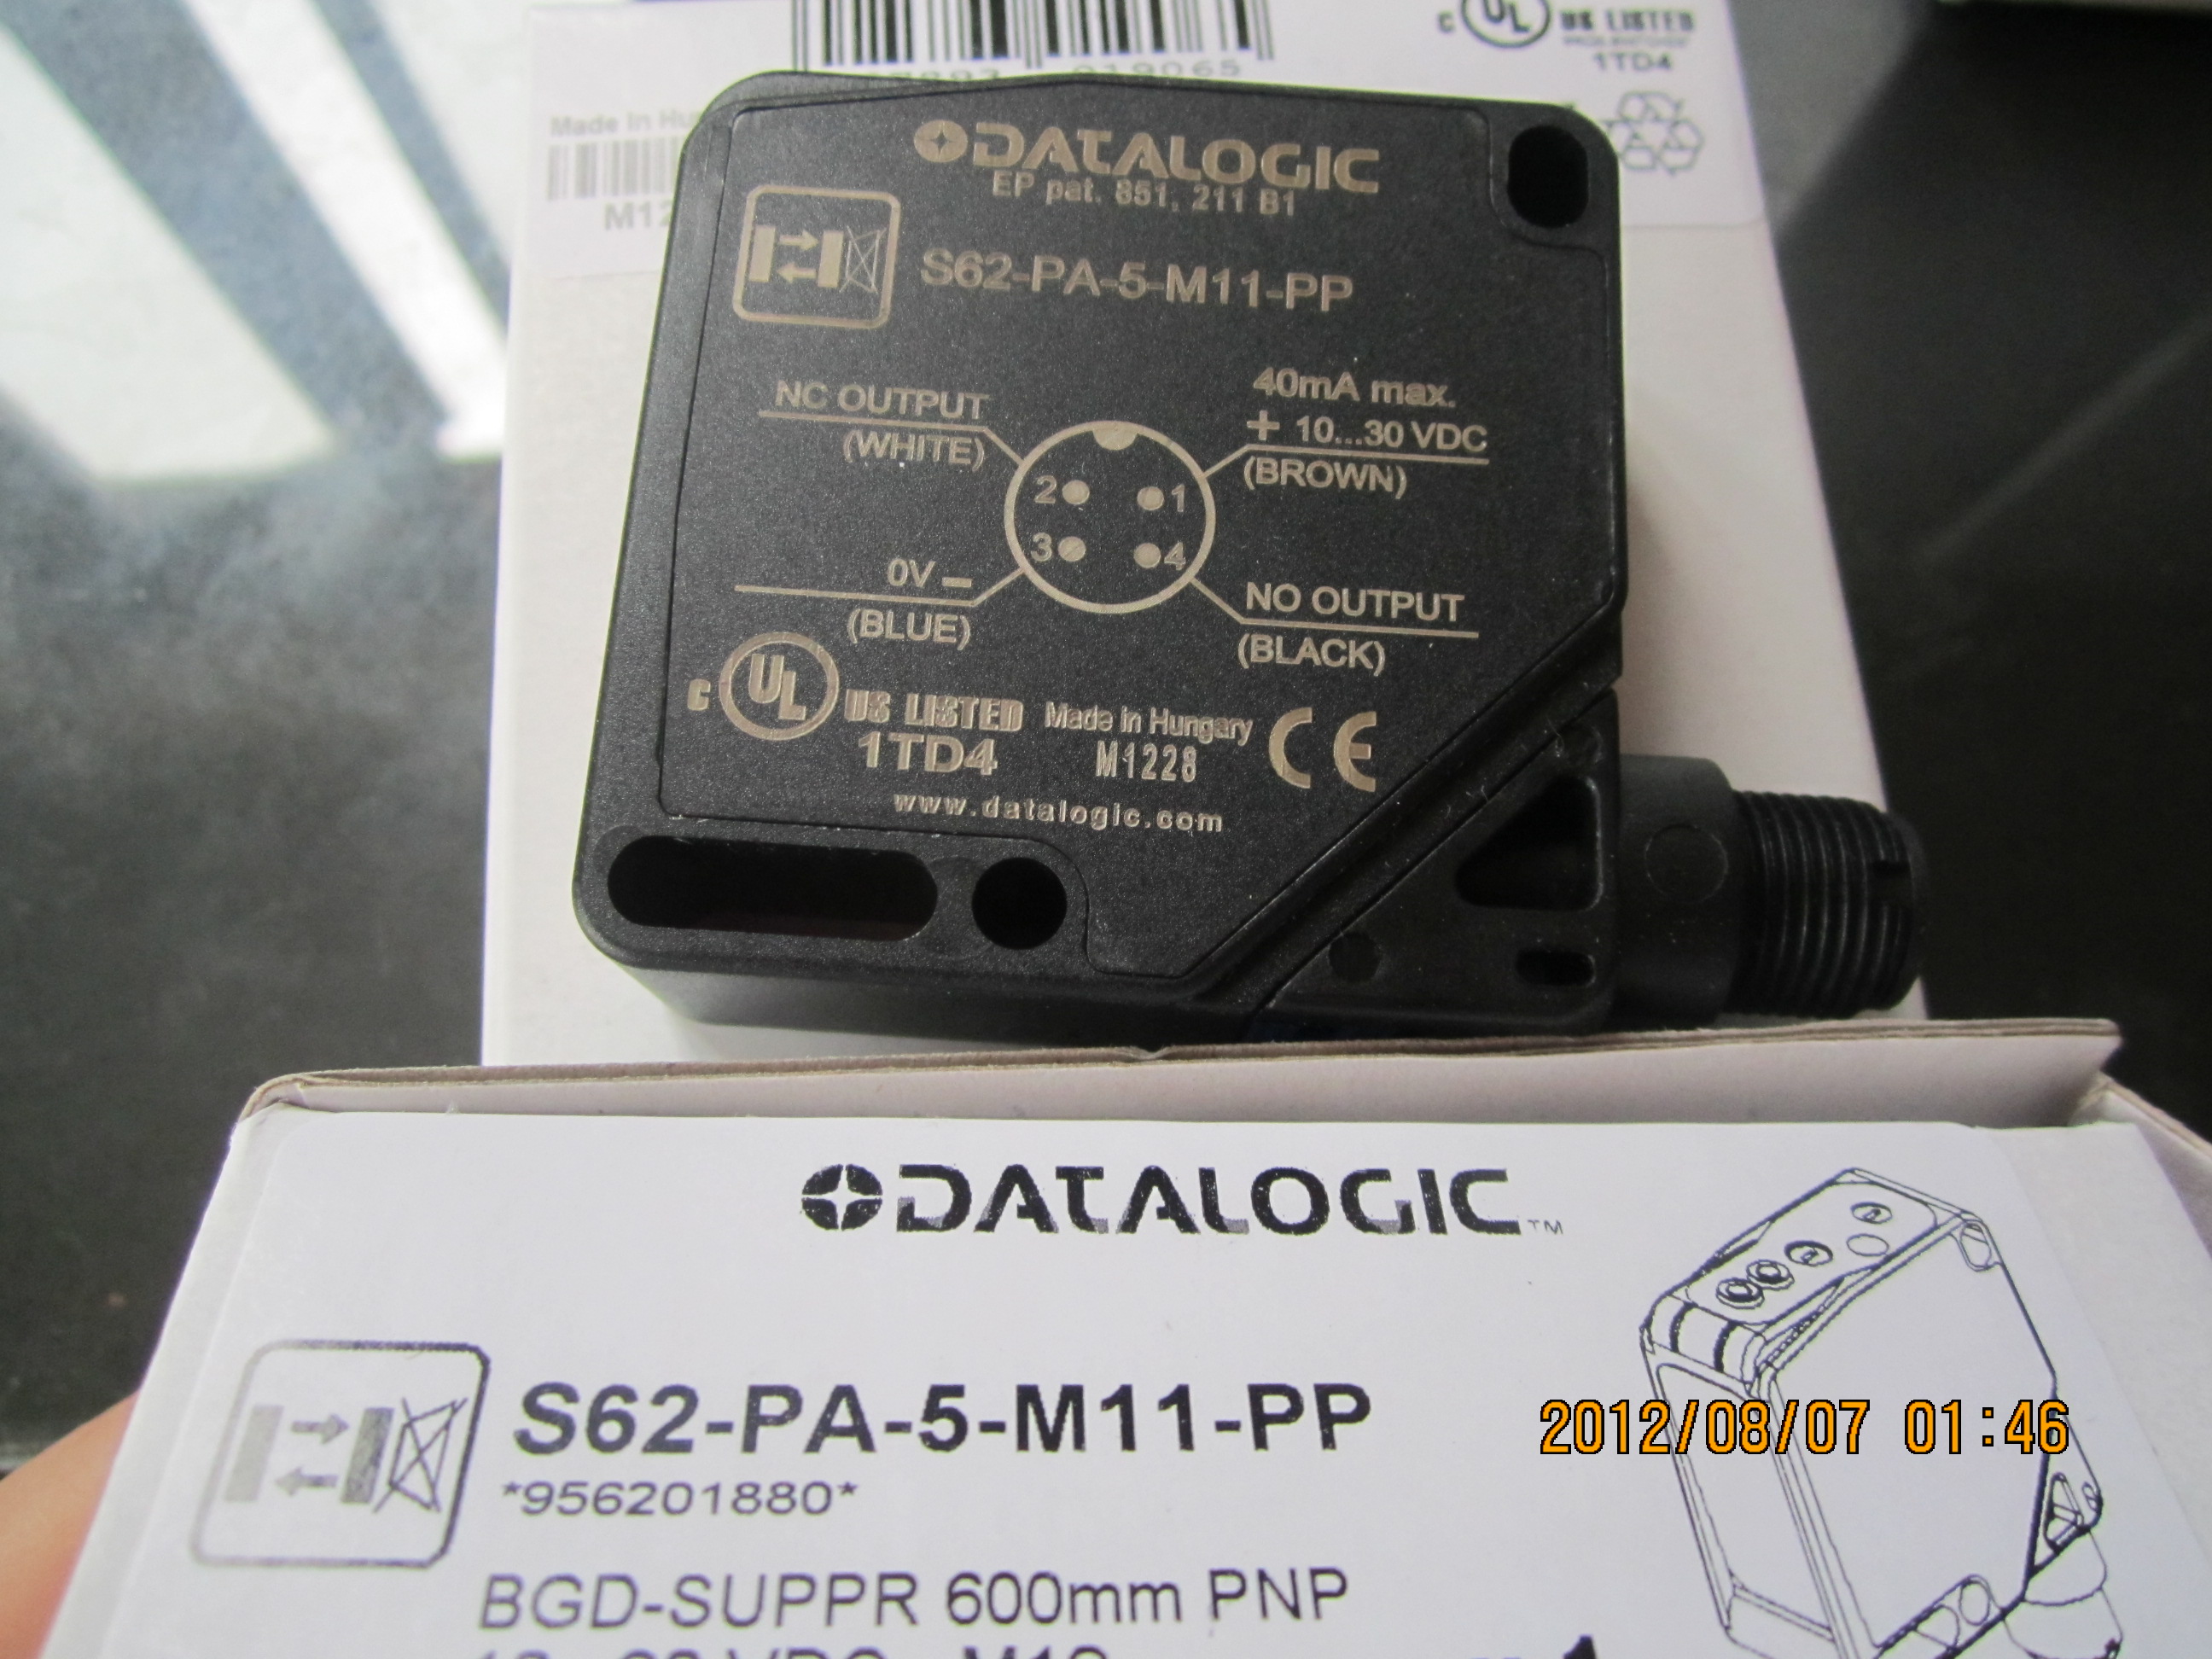 UL
C US LISTED
1TD4
Made in
M12
DATALOGIC
EP pat. 851, 211 B1
S62-PA-5-M11-PP
NC OUTPUT
(WHITE)
40mA max.
+ 10...30 VDC
(BROWN)
2 1
3 4
0V –
(BLUE)
NO OUTPUT
(BLACK)
C UL US LISTED
1TD4
Made in Hungary
M1228
CE
www.datalogic.com
DATALOGIC™
S62-PA-5-M11-PP
*956201880*
2012/08/07 01:46
BGD-SUPPR 600mm PNP